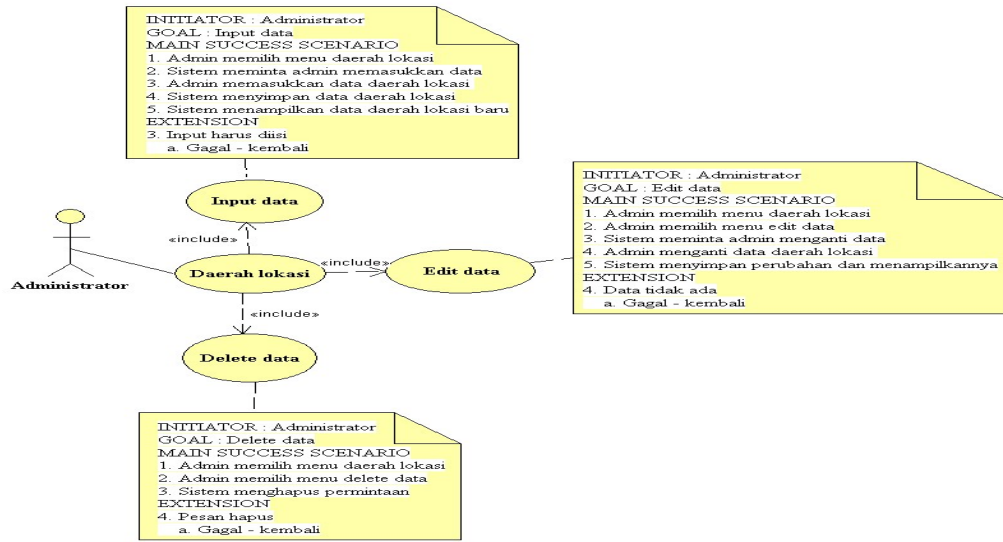 INITIATOR : Administrator
GOAL : Input data
MAIN SUCCESS SCENARIO
1. Admin memilih menu daerah lokasi
2. Sistem meminta admin memasukkan data
3. Admin memasukkan data daerah lokasi
4. Sistem menyimpan data daerah lokasi
5. Sistem menampilkan data daerah lokasi baru
EXTENSION
3. Input harus diisi
a. Gagal - kembali
Input data
«include»
Administrator
Daerah lokasi
«include»
Edit data
INITIATOR : Administrator
GOAL : Edit data
MAIN SUCCESS SCENARIO
1. Admin memilih menu daerah lokasi
2. Admin memilih menu edit data
3. Sistem meminta admin menganti data
4. Admin menganti data daerah lokasi
5. Sistem menyimpan perubahan dan menampilkannya
EXTENSION
4. Data tidak ada
a. Gagal - kembali
«include»
Delete data
INITIATOR : Administrator
GOAL : Delete data
MAIN SUCCESS SCENARIO
1. Admin memilih menu daerah lokasi
2. Admin memilih menu delete data
3. Sistem menghapus permintaan
EXTENSION
4. Pesan hapus
a. Gagal - kembali